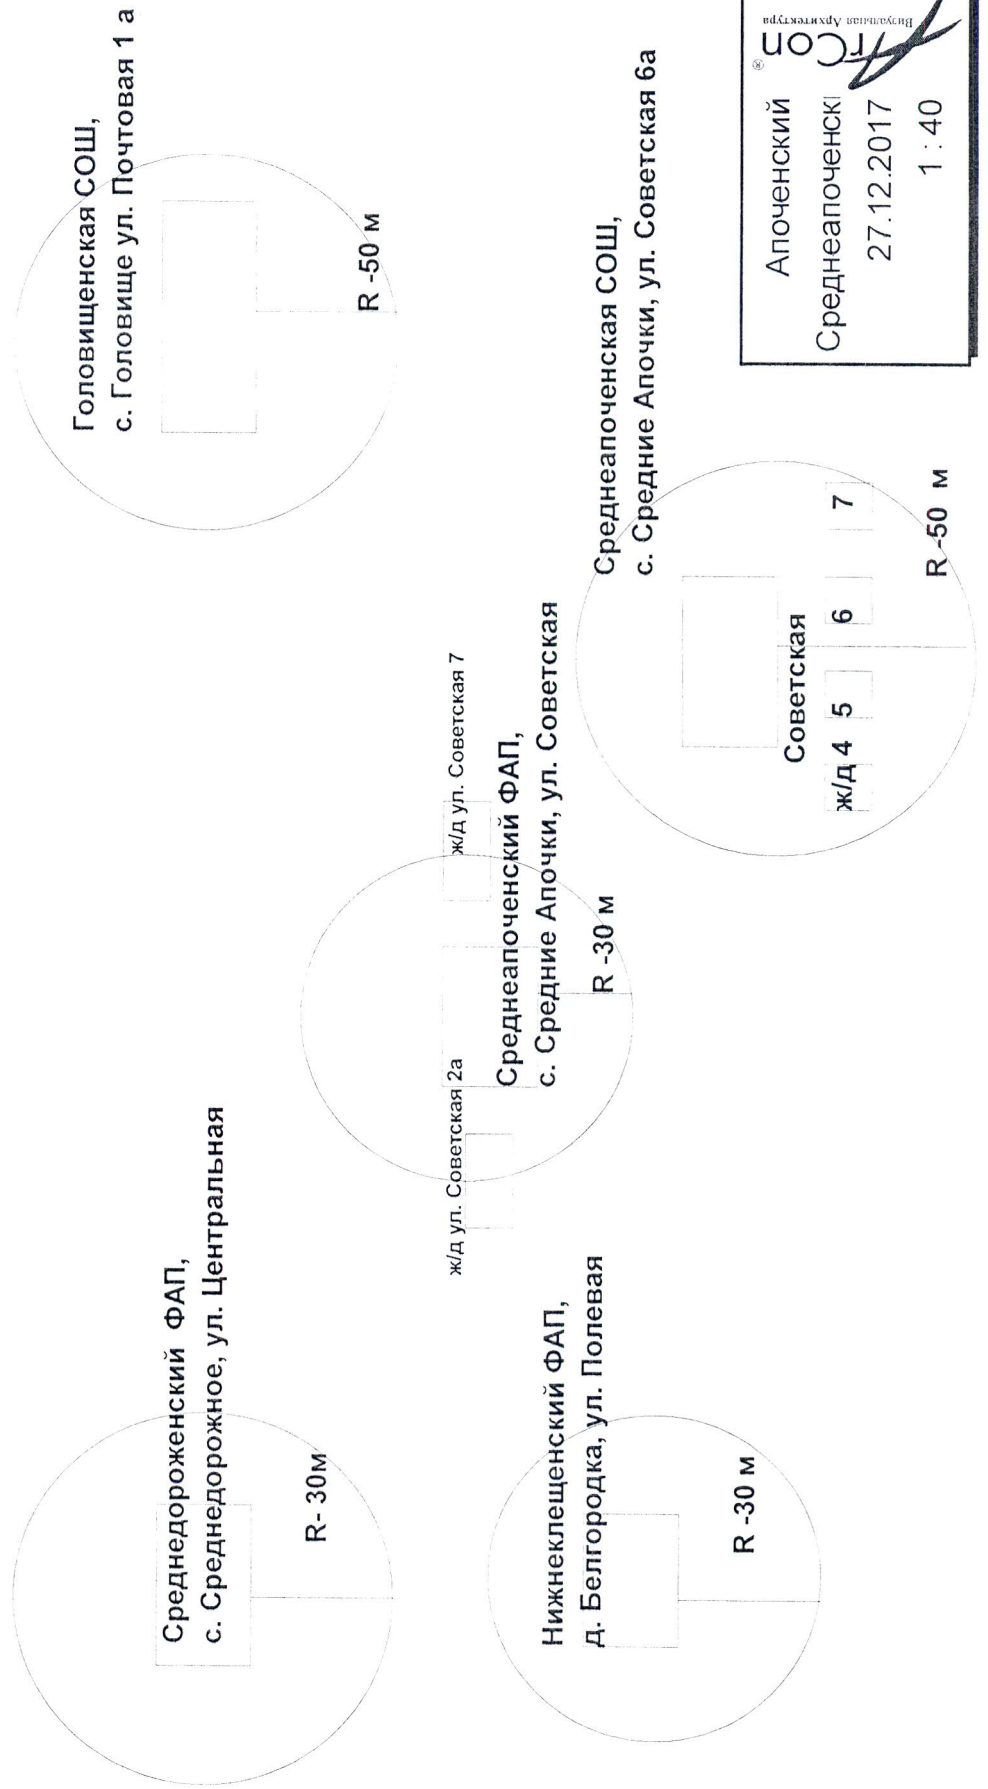 Среднедороженский ФАП,
с. Среднедорожное, ул. Центральная
R- 30м
Головищенская СОШ,
с. Головище ул. Почтовая 1 а
R -50 м
ж/д ул. Советская 2а
ж/д ул. Советская 7
Среднеапоченский ФАП,
с. Средние Апочки, ул. Советская
R -30 м
Нижнеклещенский ФАП,
д. Белгородка, ул. Полевая
R -30 м
Среднеапоченская СОШ,
с. Средние Апочки, ул. Советская 6а
Советская
ж/д 4 5 6 7
R -50 м
ArCon ®
Визуальная Архитектура
Апоченский
Среднеапоченск
27.12.2017
1 : 40